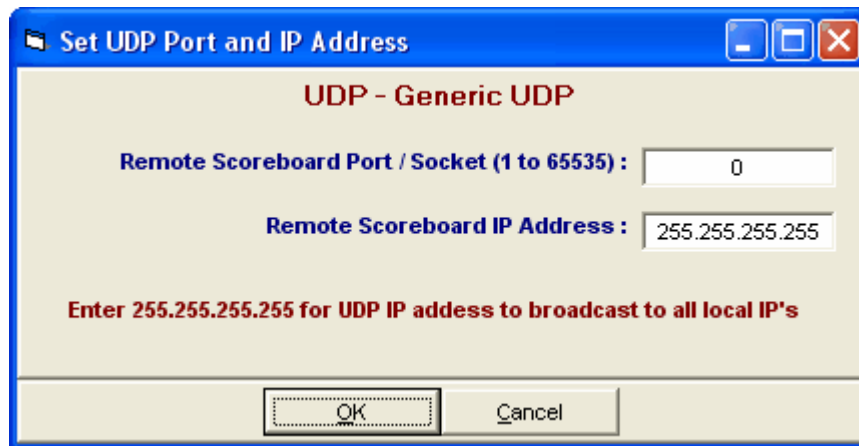 Set UDP Port and IP Address
UDP - Generic UDP
Remote Scoreboard Port / Socket (1 to 65535) : 0
Remote Scoreboard IP Address : 255.255.255.255
Enter 255.255.255.255 for UDP IP addess to broadcast to all local IP's
OK Cancel